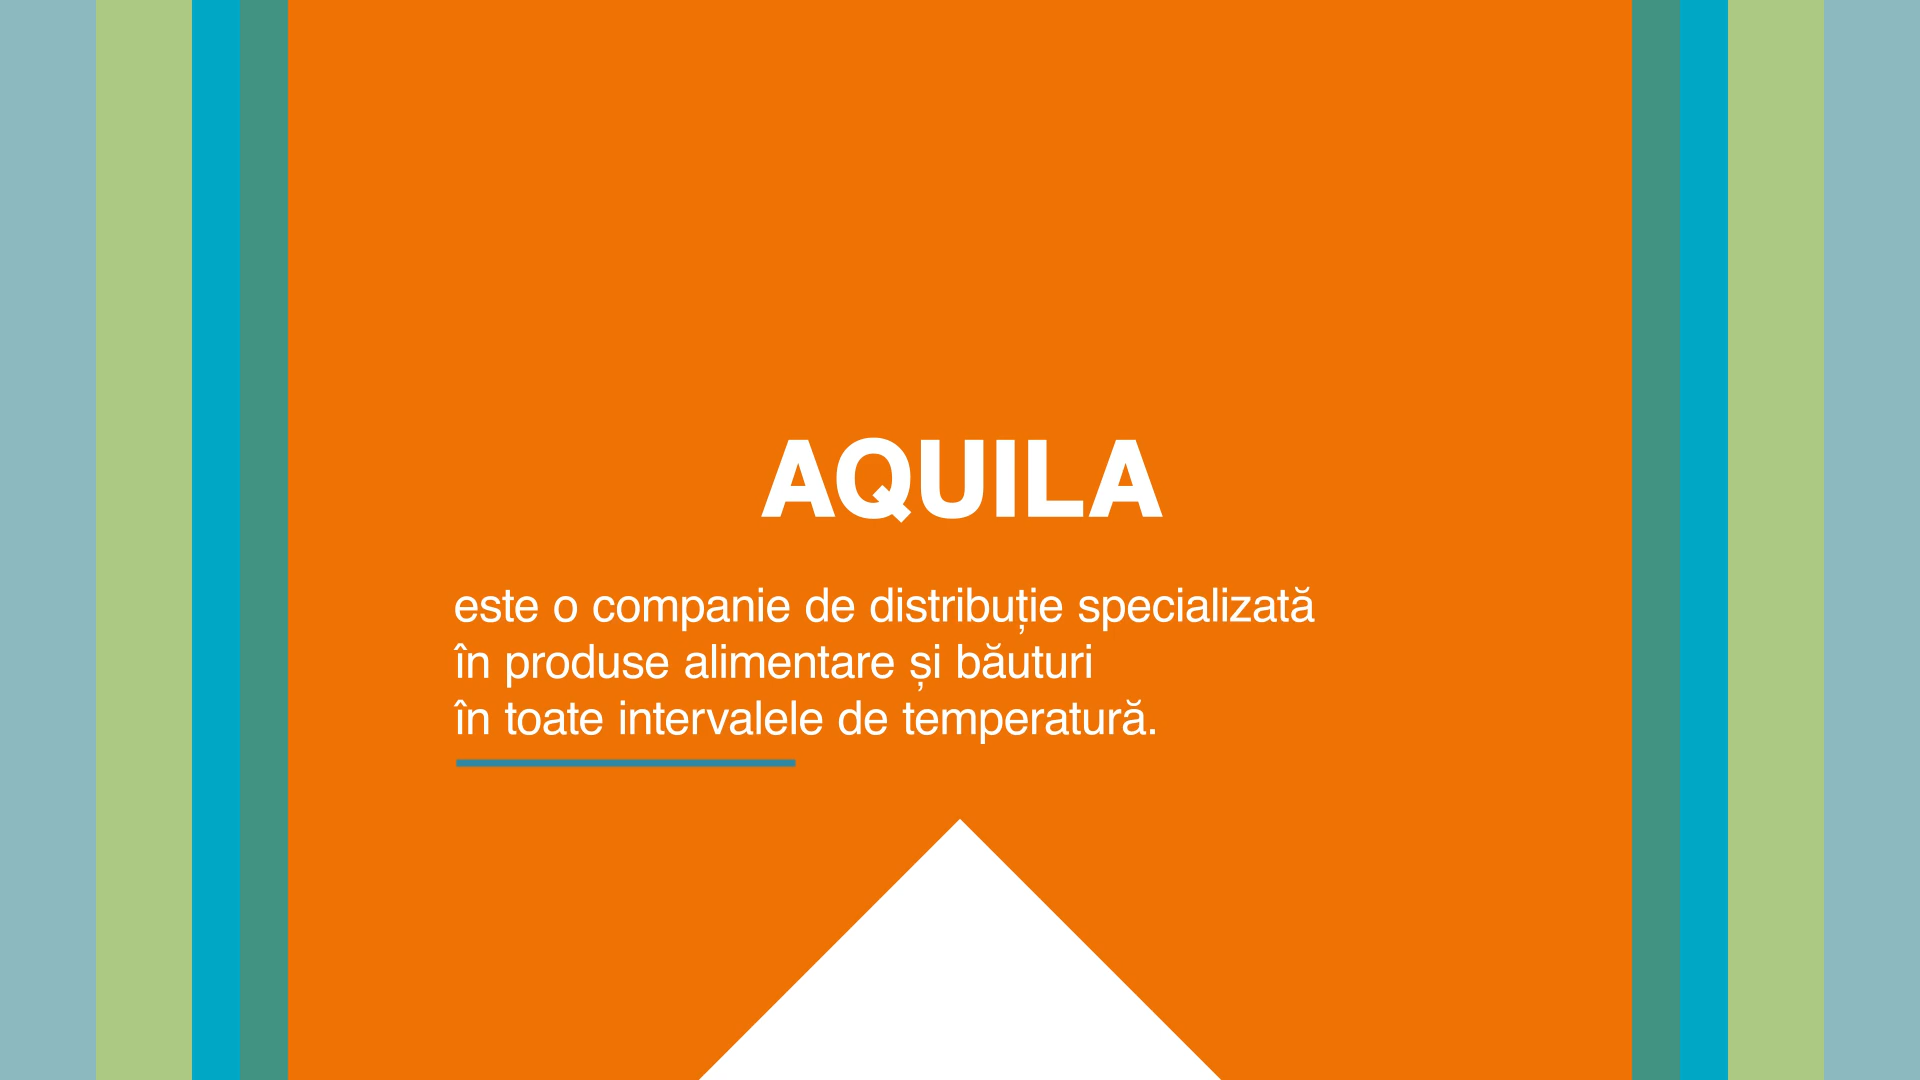 AQUILA
este o companie de distribuție specializată
în produse alimentare și băuturi
în toate intervalele de temperatură.